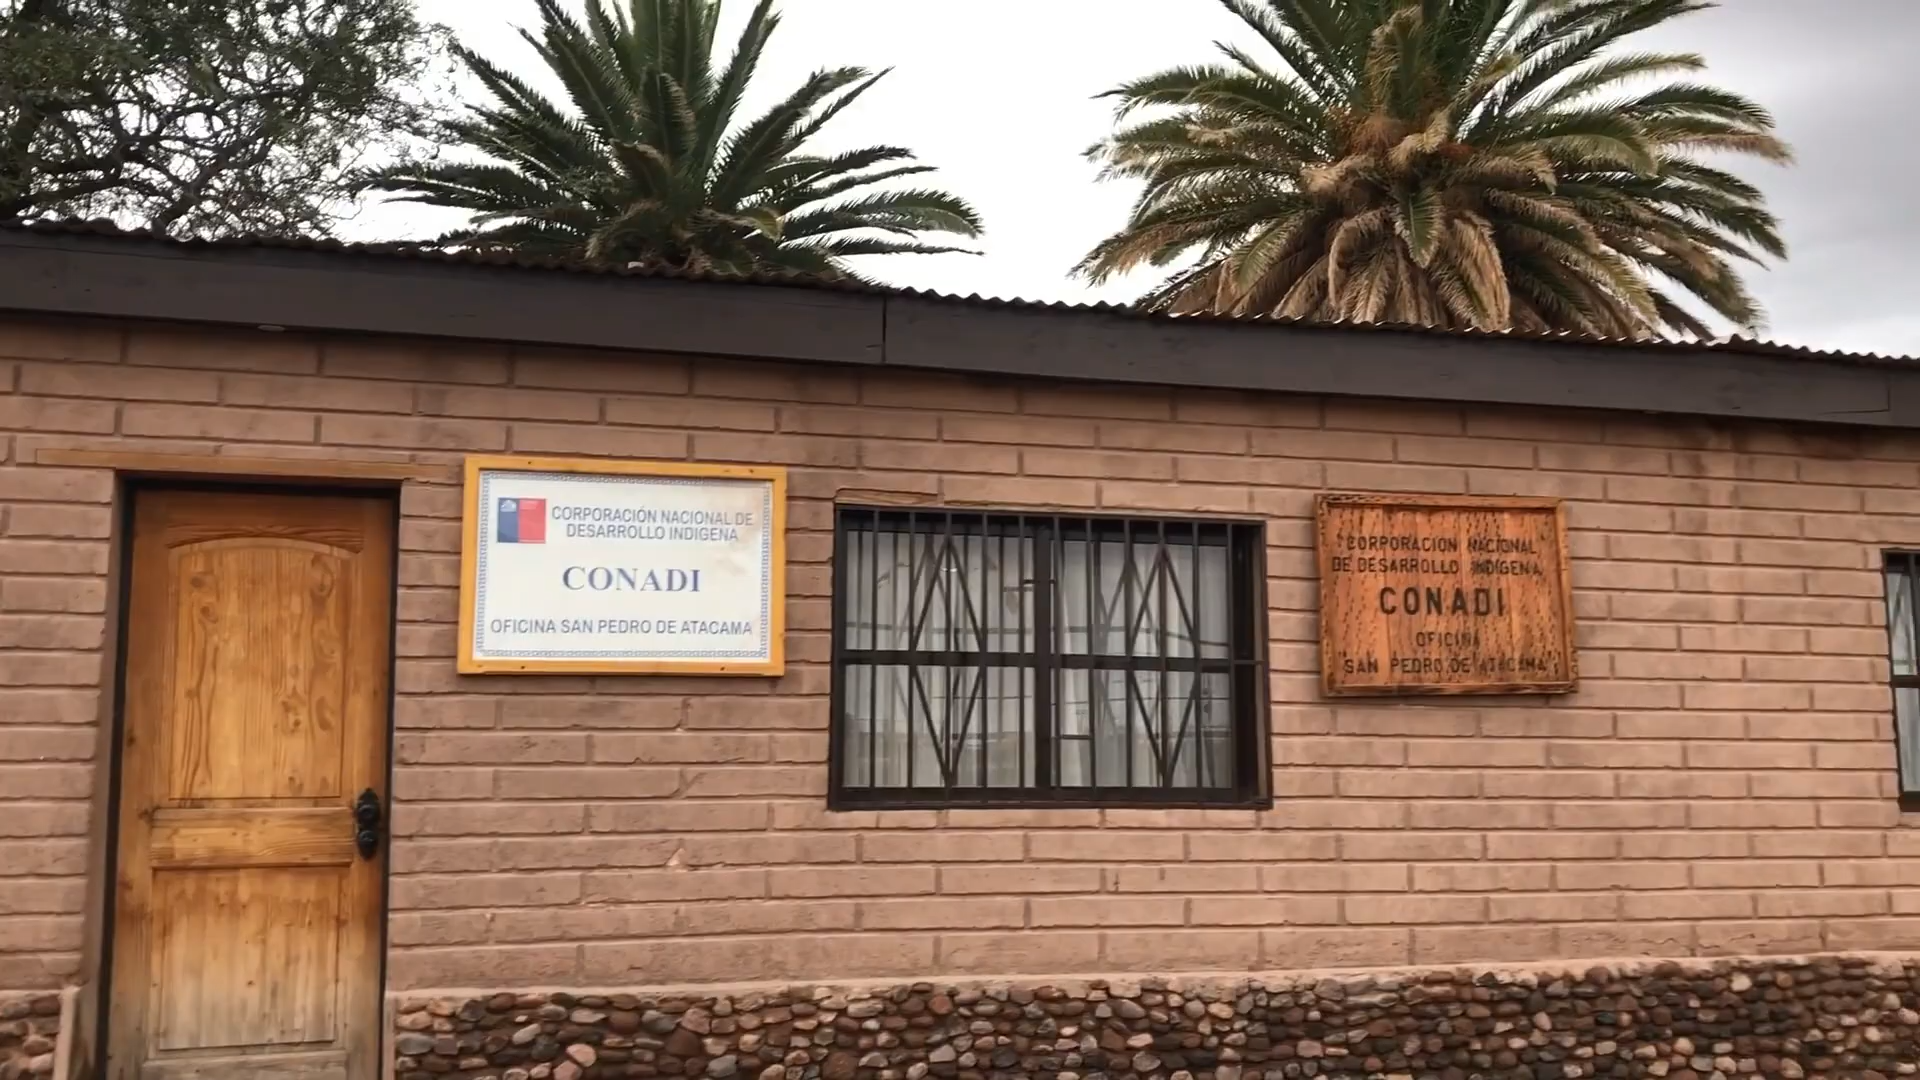 CORPORACIÓN NACIONAL DE
DESARROLLO INDIGENA
CONADI
OFICINA SAN PEDRO DE ATACAMA
CORPORACION NACIONAL
DE DESARROLLO INDIGENA
CONADI
OFICINA
SAN PEDRO DE ATACAMA